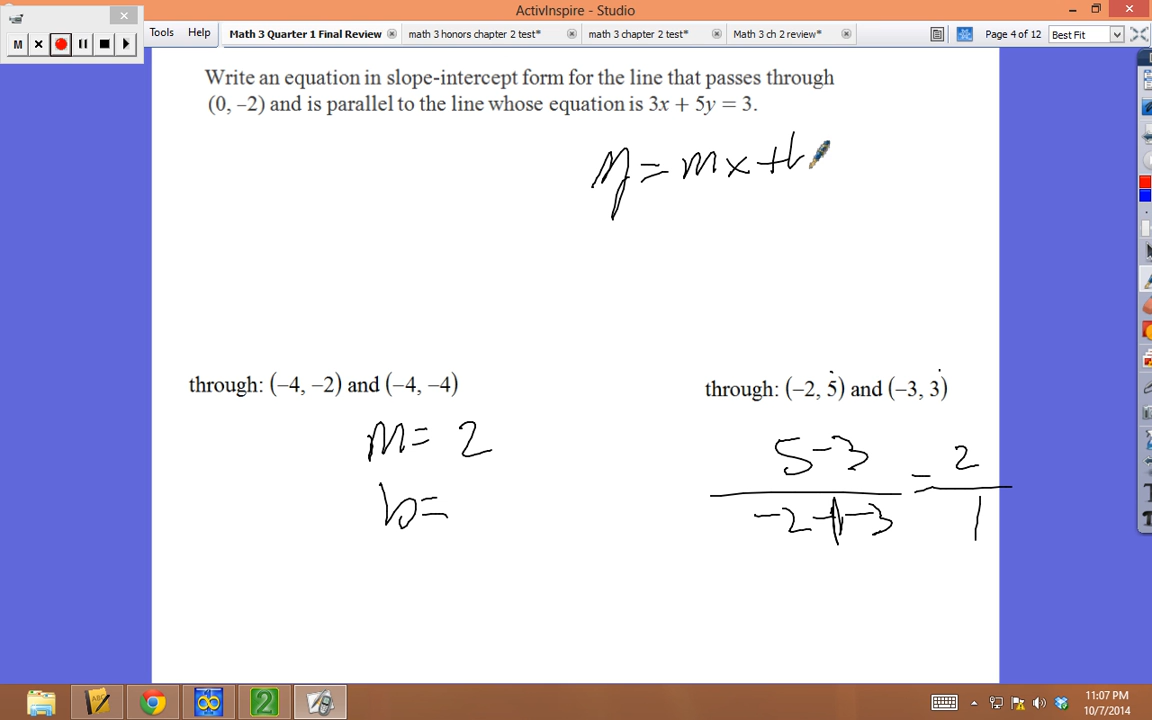 ActivInspire - Studio
Tools Help Math 3 Quarter 1 Final Review math 3 honors chapter 2 test* math 3 chapter 2 test* Math 3 ch 2 review* Page 4 of 12 Best Fit
M
Write an equation in slope-intercept form for the line that passes through
(0, –2) and is parallel to the line whose equation is 3x + 5y = 3.
y = mx +
through: (–4, –2) and (–4, –4)
through: (–2, 5) and (–3, 3)
m = 2
b =
5 - 3
-2 + -3
= 2
1
11:07 PM
10/7/2014